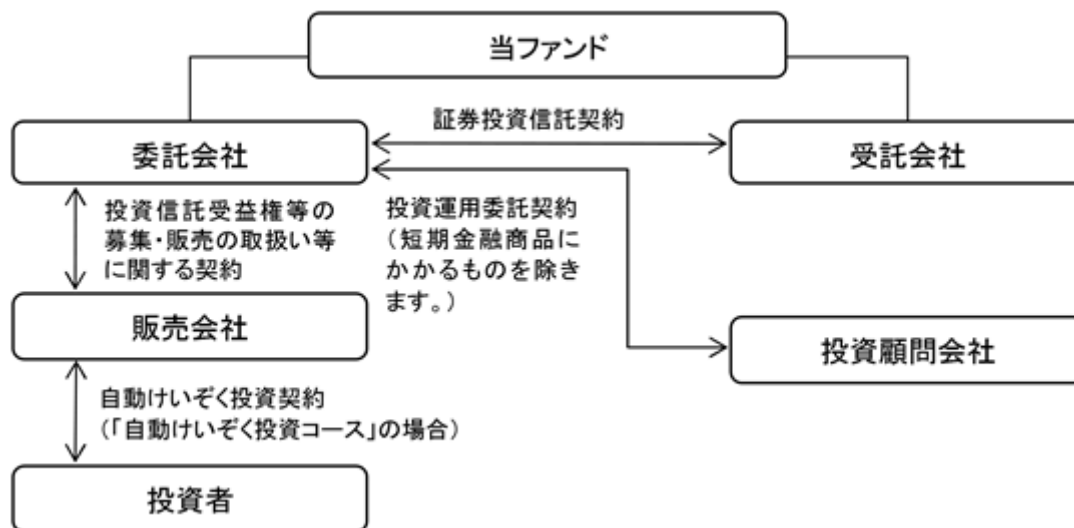 当ファンド
証券投資信託契約
委託会社
受託会社
投資信託受益権等の
募集・販売の取扱い等
に関する契約
投資運用委託契約
（短期金融商品に
かかるものを除き
ます。）
販売会社
投資顧問会社
自動けいぞく投資契約
（「自動けいぞく投資コース」の場合）
投資者